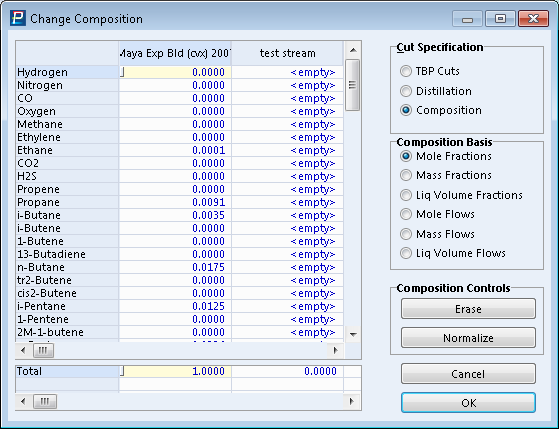 Change Composition
Maya Exp Bld (cvx) 200 test stream
Hydrogen 0.0000 <empty>
Nitrogen 0.0000 <empty>
CO 0.0000 <empty>
Oxygen 0.0000 <empty>
Methane 0.0000 <empty>
Ethylene 0.0000 <empty>
Ethane 0.0001 <empty>
CO2 0.0000 <empty>
H2S 0.0000 <empty>
Propene 0.0000 <empty>
Propane 0.0091 <empty>
i-Butane 0.0035 <empty>
i-Butene 0.0000 <empty>
1-Butene 0.0000 <empty>
13-Butadiene 0.0000 <empty>
n-Butane 0.0175 <empty>
tr2-Butene 0.0000 <empty>
cis2-Butene 0.0000 <empty>
i-Pentane 0.0125 <empty>
1-Pentene 0.0000 <empty>
2M-1-butene 0.0000 <empty>
Total 1.0000 0.0000
Cut Specification
TBP Cuts
Distillation
Composition
Composition Basis
Mole Fractions
Mass Fractions
Liq Volume Fractions
Mole Flows
Mass Flows
Liq Volume Flows
Composition Controls
Erase
Normalize
Cancel
OK